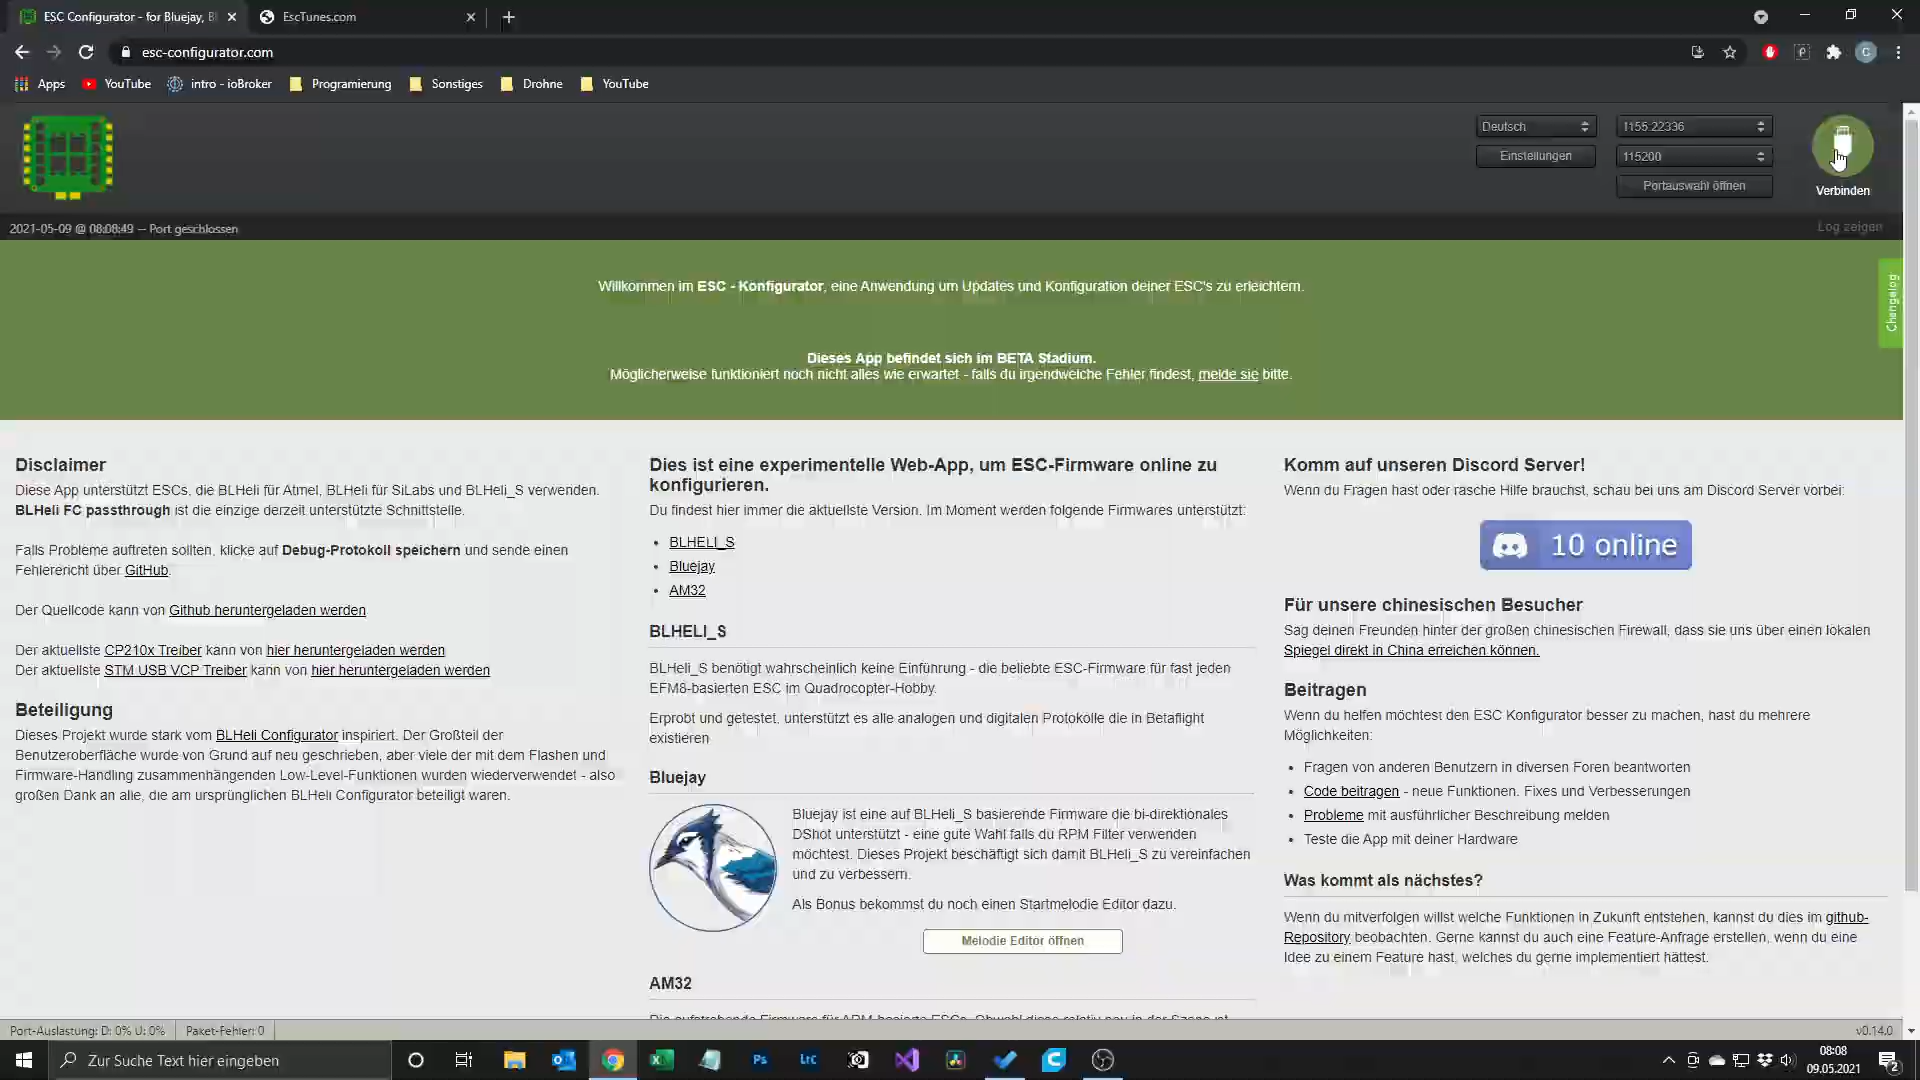 ESC Configurator - for Bluejay, B
EscTunes.com
esc-configurator.com
Apps
YouTube
intro - ioBroker
Programierung
Sonstiges
Drohne
YouTube
Deutsch
1155:22336
Einstellungen
115200
Portauswahl öffnen
Verbinden
2021-05-09 @ 08:08:49 -- Port geschlossen
Log zeigen
Willkommen im ESC - Konfigurator, eine Anwendung um Updates und Konfiguration deiner ESC's zu erleichtern.
Changelog
Dieses App befindet sich im BETA Stadium.
Möglicherweise funktioniert noch nicht alles wie erwartet - falls du irgendwelche Fehler findest, melde sie bitte.
Disclaimer
Diese App unterstützt ESCs, die BLHeli für Atmel, BLHeli für SiLabs und BLHeli_S verwenden.
BLHeli FC passthrough ist die einzige derzeit unterstützte Schnittstelle.
Falls Probleme auftreten sollten, klicke auf Debug-Protokoll speichern und sende einen
Fehlerericht über GitHub.
Der Quellcode kann von Github heruntergeladen werden
Der aktuellste CP210x Treiber kann von hier heruntergeladen werden
Der aktuellste STM USB VCP Treiber kann von hier heruntergeladen werden
Beteiligung
Dieses Projekt wurde stark vom BLHeli Configurator inspiriert. Der Großteil der
Benutzeroberfläche wurde von Grund auf neu geschrieben, aber viele der mit dem Flashen und
Firmware-Handling zusammenhängenden Low-Level-Funktionen wurden wiederverwendet - also
großen Dank an alle, die am ursprünglichen BLHeli Configurator beteiligt waren.
Dies ist eine experimentelle Web-App, um ESC-Firmware online zu
konfigurieren.
Du findest hier immer die aktuellste Version. Im Moment werden folgende Firmwares unterstützt:
BLHELI_S
Bluejay
AM32
BLHELI_S
BLHeli_S benötigt wahrscheinlich keine Einführung - die beliebte ESC-Firmware für fast jeden
EFM8-basierten ESC im Quadrocopter-Hobby.
Erprobt und getestet, unterstützt es alle analogen und digitalen Protokolle die in Betaflight
existieren
Bluejay
Bluejay ist eine auf BLHeli_S basierende Firmware die bi-direktionales
DShot unterstützt - eine gute Wahl falls du RPM Filter verwenden
möchtest. Dieses Projekt beschäftigt sich damit BLHeli_S zu vereinfachen
und zu verbessern.
Als Bonus bekommst du noch einen Startmelodie Editor dazu.
Melodie Editor öffnen
AM32
Komm auf unseren Discord Server!
Wenn du Fragen hast oder rasche Hilfe brauchst, schau bei uns am Discord Server vorbei:
10 online
Für unsere chinesischen Besucher
Sag deinen Freunden hinter der großen chinesischen Firewall, dass sie uns über einen lokalen
Spiegel direkt in China erreichen können.
Beitragen
Wenn du helfen möchtest den ESC Konfigurator besser zu machen, hast du mehrere
Möglichkeiten:
Fragen von anderen Benutzern in diversen Foren beantworten
Code beitragen - neue Funktionen, Fixes und Verbesserungen
Probleme mit ausführlicher Beschreibung melden
Teste die App mit deiner Hardware
Was kommt als nächstes?
Wenn du mitverfolgen willst welche Funktionen in Zukunft entstehen, kannst du dies im github-
Repository beobachten. Gerne kannst du auch eine Feature-Anfrage erstellen, wenn du eine
Idee zu einem Feature hast, welches du gerne implementiert hättest.
Port-Auslastung: D: 0% U: 0%
Paket-Fehler: 0
v0.14.0
Zur Suche Text hier eingeben
Ps
LrC
08:08
09.05.2021
2